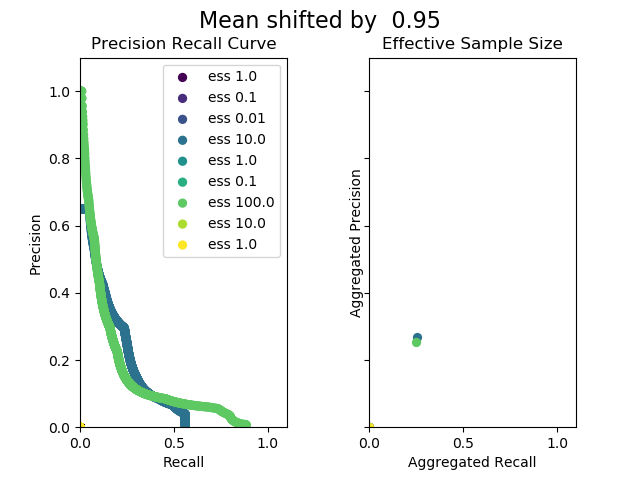 Mean shifted by  0.95
Precision Recall Curve
Effective Sample Size
1.0
0.8
0.6
0.4
0.2
0.0
Precision
ess 1.0
ess 0.1
ess 0.01
ess 10.0
ess 1.0
ess 0.1
ess 100.0
ess 10.0
ess 1.0
0.0
0.5
1.0
Recall
Aggregated Precision
0.0
0.5
1.0
Aggregated Recall